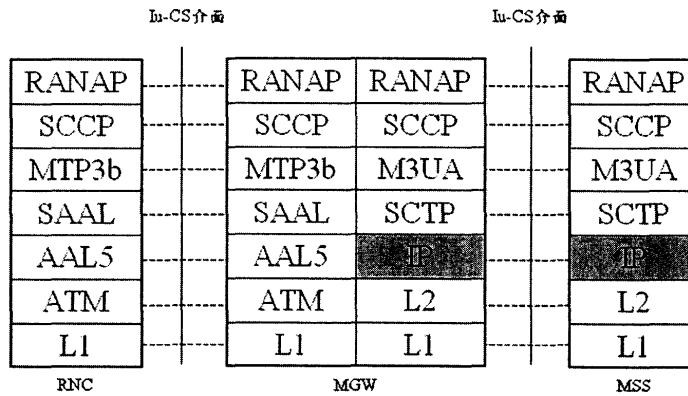 Iu-CS介面 Iu-CS介面
RANAP RANAP RANAP RANAP
SCCP SCCP SCCP SCCP
MTP3b MTP3b M3UA M3UA
SAAL SAAL SCTP SCTP
AAL5 AAL5 IP IP
ATM ATM L2 L2
L1 L1 L1 L1
RNC MGW MSS